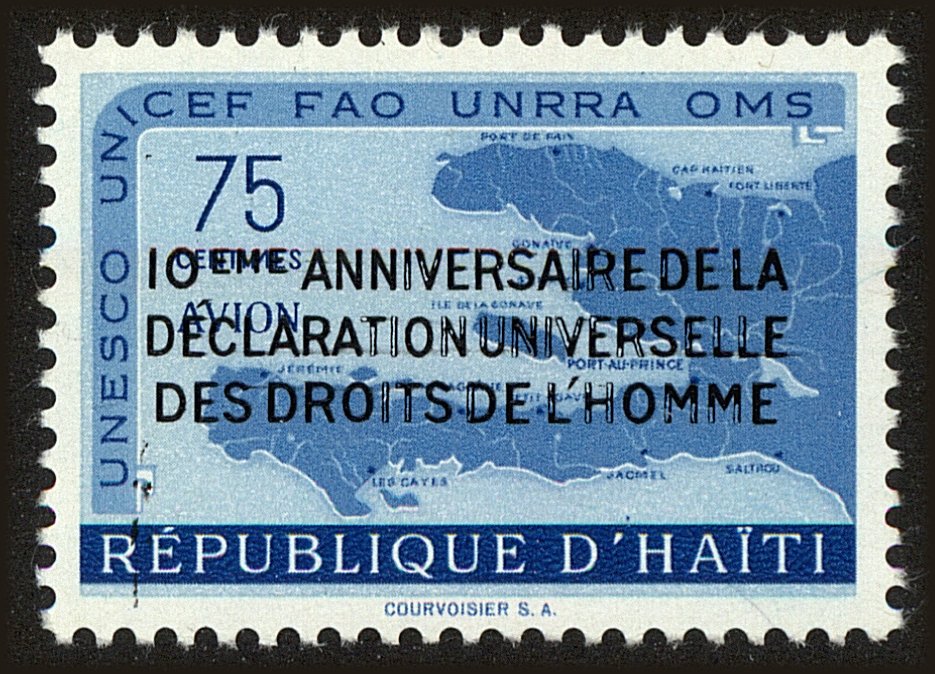 UNESCO UNICEF FAO UNRRA OMS
75
CENTIMES
AVION
10EME ANNIVERSAIRE DE LA
DÉCLARATION UNIVERSELLE
DES DROITS DE L'HOMME
PORT DE PAIX
CAP HAITIEN
FORT LIBERTE
GONAIVE
ILE DE LA GONAVE
PORT-AU-PRINCE
JÉRÉMIE
LES CAYES
JACMEL
SALTROU
RÉPUBLIQUE D'HAÏTI
COURVOISIER S. A.